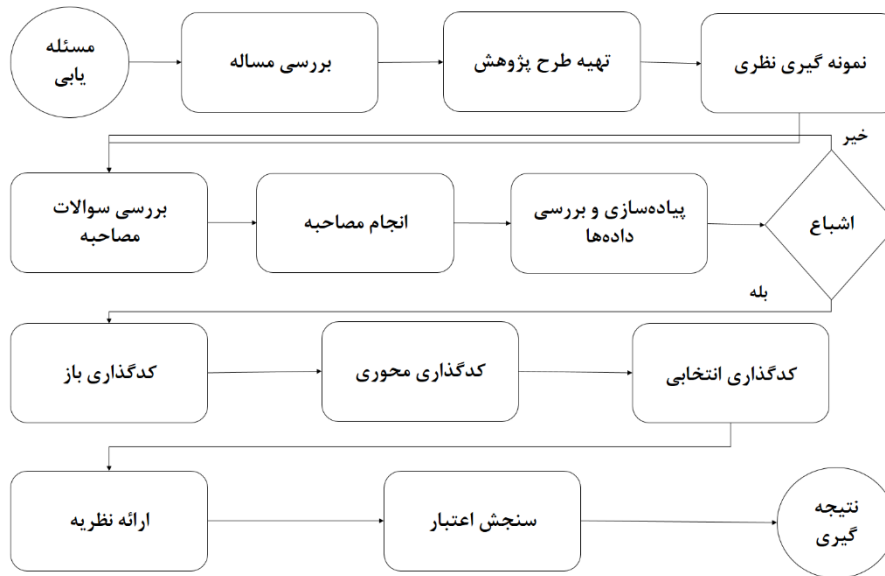 مسئله
یابی
بررسی مساله
تهیه طرح پژوهش
نمونه گیری نظری
خیر
بررسی سوالات
مصاحبه
انجام مصاحبه
پیاده‌سازی و بررسی
داده‌ها
اشباع
بله
کدگذاری باز
کدگذاری محوری
کدگذاری انتخابی
ارائه نظریه
سنجش اعتبار
نتیجه
گیری